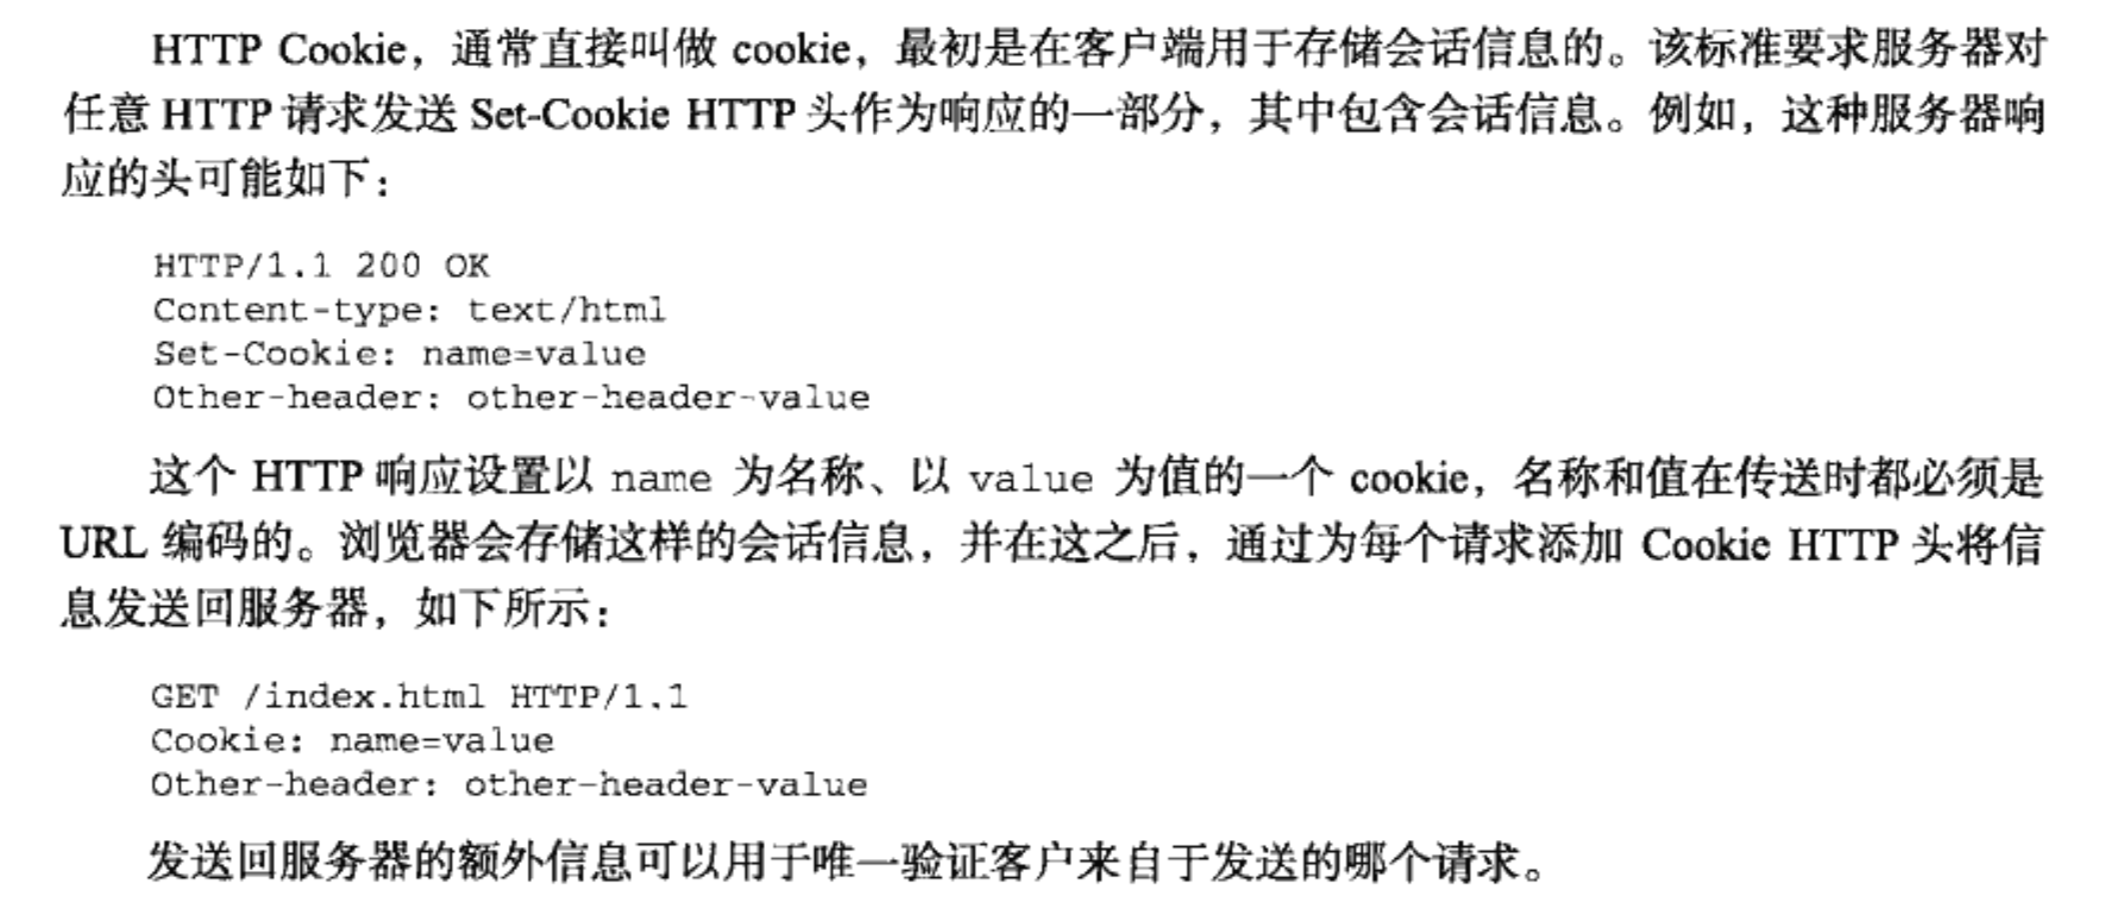 HTTP Cookie，通常直接叫做 cookie，最初是在客户端用于存储会话信息的。该标准要求服务器对
任意 HTTP 请求发送 Set-Cookie HTTP 头作为响应的一部分，其中包含会话信息。例如，这种服务器响
应的头可能如下：
HTTP/1.1 200 OK
Content-type: text/html
Set-Cookie: name=value
Other-header: other-header-value
这个 HTTP 响应设置以 name 为名称、以 value 为值的一个 cookie，名称和值在传送时都必须是
URL 编码的。浏览器会存储这样的会话信息，并在这之后，通过为每个请求添加 Cookie HTTP 头将信
息发送回服务器，如下所示：
GET /index.html HTTP/1.1
Cookie: name=value
Other-header: other-header-value
发送回服务器的额外信息可以用于唯一验证客户来自于发送的哪个请求。